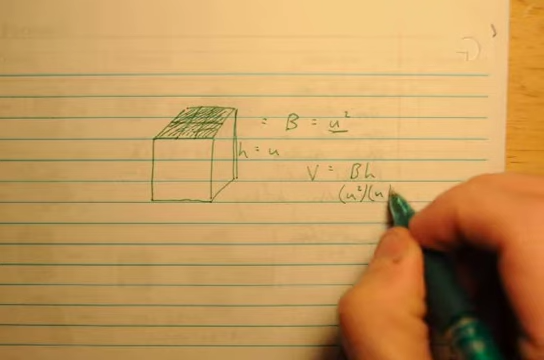 = B = u²
h = u
V = Bh
(u²)(u